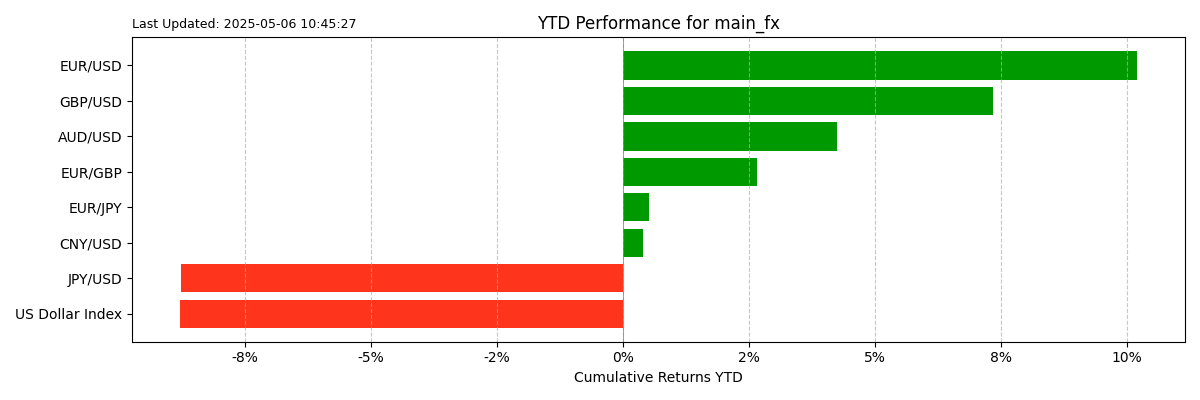 Last Updated: 2025-05-06 10:45:27
YTD Performance for main_fx
EUR/USD
GBP/USD
AUD/USD
EUR/GBP
EUR/JPY
CNY/USD
JPY/USD
US Dollar Index
-8% -5% -2% 0% 2% 5% 8% 10%
Cumulative Returns YTD